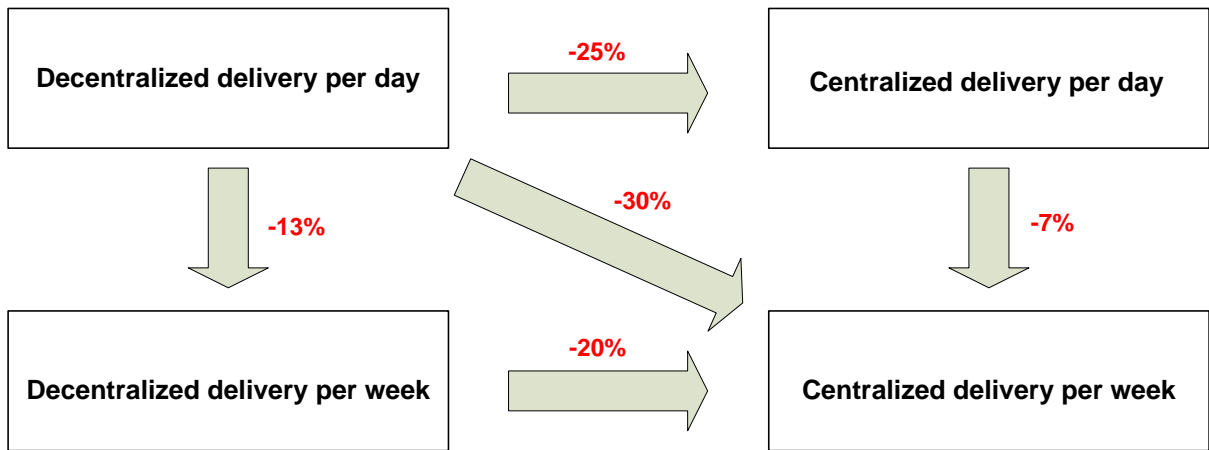 Decentralized delivery per day
-25%
Centralized delivery per day
-13%
-30%
-7%
Decentralized delivery per week
-20%
Centralized delivery per week